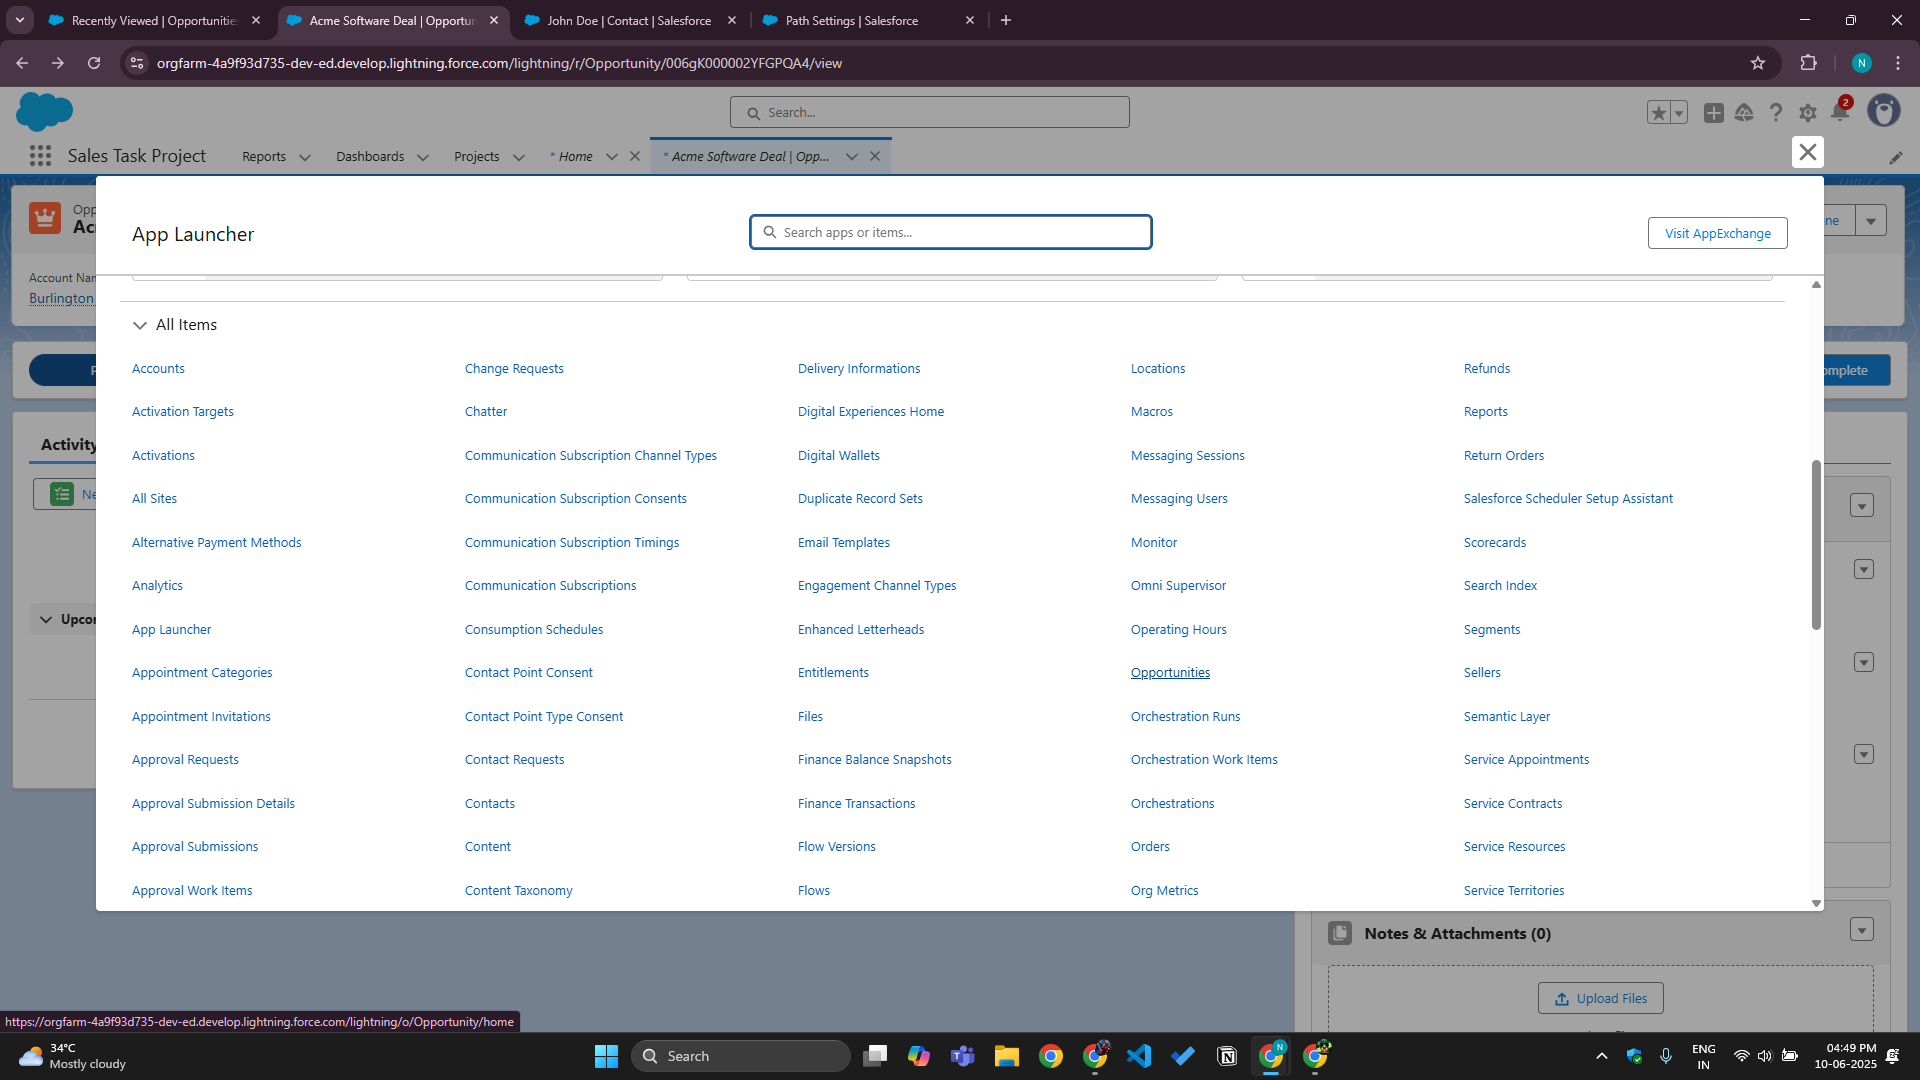 Recently Viewed | Opportunitie
Acme Software Deal | Opportun
John Doe | Contact | Salesforce
Path Settings | Salesforce
orgfarm-4a9f93d735-dev-ed.develop.lightning.force.com/lightning/r/Opportunity/006gK000002YFGPQA4/view
N
Search...
2
Sales Task Project
Reports
Dashboards
Projects
* Home
* Acme Software Deal | Opp...
App Launcher
Search apps or items...
Visit AppExchange
Opp
Ac
ne
Account Nam
Burlington
All Items
Accounts
Change Requests
Delivery Informations
Locations
Refunds
P
omplete
Activation Targets
Chatter
Digital Experiences Home
Macros
Reports
Activity
Activations
Communication Subscription Channel Types
Digital Wallets
Messaging Sessions
Return Orders
Ne
All Sites
Communication Subscription Consents
Duplicate Record Sets
Messaging Users
Salesforce Scheduler Setup Assistant
Alternative Payment Methods
Communication Subscription Timings
Email Templates
Monitor
Scorecards
Analytics
Communication Subscriptions
Engagement Channel Types
Omni Supervisor
Search Index
Upcon
App Launcher
Consumption Schedules
Enhanced Letterheads
Operating Hours
Segments
Appointment Categories
Contact Point Consent
Entitlements
Opportunities
Sellers
Appointment Invitations
Contact Point Type Consent
Files
Orchestration Runs
Semantic Layer
Approval Requests
Contact Requests
Finance Balance Snapshots
Orchestration Work Items
Service Appointments
Approval Submission Details
Contacts
Finance Transactions
Orchestrations
Service Contracts
Approval Submissions
Content
Flow Versions
Orders
Service Resources
Approval Work Items
Content Taxonomy
Flows
Org Metrics
Service Territories
Notes & Attachments (0)
Upload Files
https://orgfarm-4a9f93d735-dev-ed.develop.lightning.force.com/lightning/o/Opportunity/home
34°C
Mostly cloudy
Search
ENG
IN
04:49 PM
10-06-2025